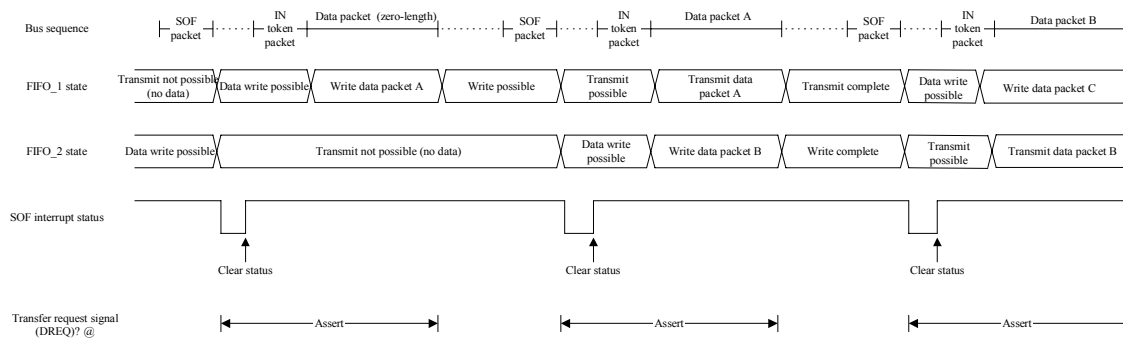 Bus sequence
SOF
packet
IN
token
packet
Data packet (zero-length)
SOF
packet
IN
token
packet
Data packet A
SOF
packet
IN
token
packet
Data packet B
FIFO_1 state
Transmit not possible
(no data)
Data write possible
Write data packet A
Write possible
Transmit
possible
Transmit data
packet A
Transmit complete
Data write
possible
Write data packet C
FIFO_2 state
Data write possible
Transmit not possible (no data)
Data write
possible
Write data packet B
Write complete
Transmit
possible
Transmit data packet B
SOF interrupt status
Clear status
Clear status
Clear status
Transfer request signal
(DREQ)? @
Assert
Assert
Assert